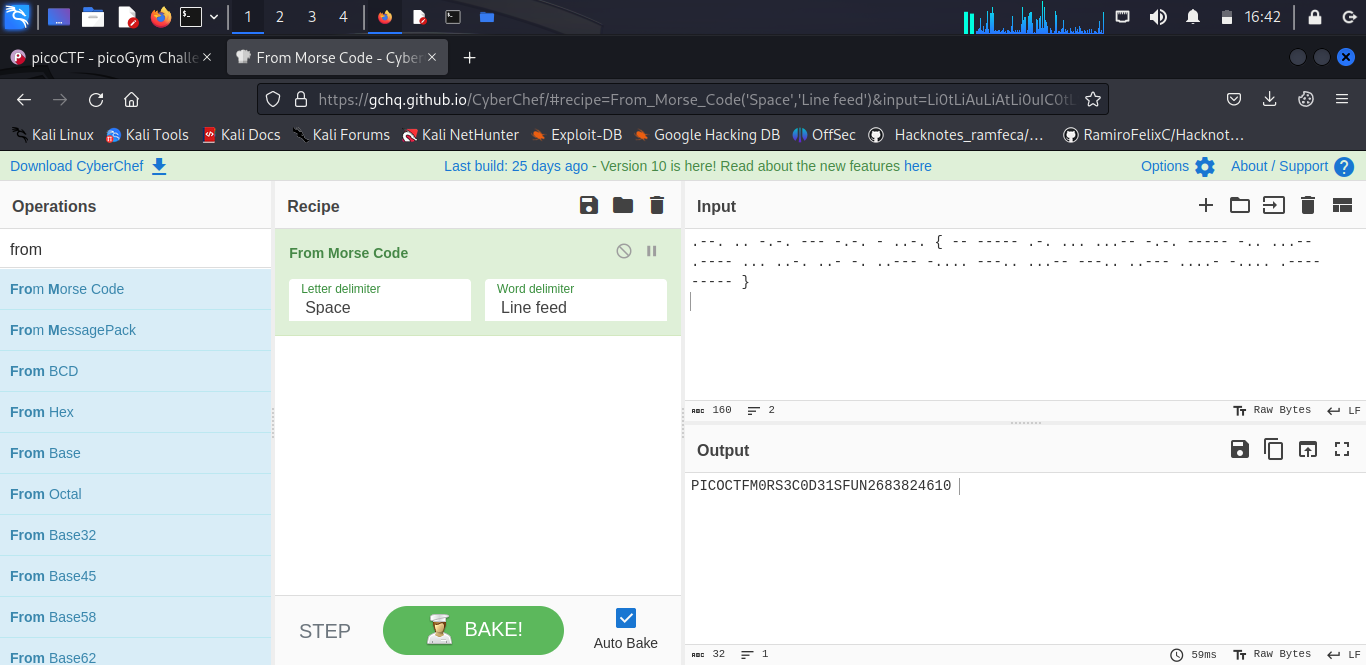 1 2 3 4 16:42
picoCTF - picoGym Challe × From Morse Code - Cyber × +
https://gchq.github.io/CyberChef/#recipe=From_Morse_Code('Space','Line feed')&input=Li0tLiAuLiAtLi0uIC0tL
Kali Linux Kali Tools Kali Docs Kali Forums Kali NetHunter Exploit-DB Google Hacking DB OffSec Hacknotes_ramfeca/... RamiroFelixC/Hacknot...
Download CyberChef Last build: 25 days ago - Version 10 is here! Read about the new features here Options About / Support
Operations
from
From Morse Code
From MessagePack
From BCD
From Hex
From Base
From Octal
From Base32
From Base45
From Base58
From Base62
Recipe
From Morse Code
Letter delimiter
Space
Word delimiter
Line feed
STEP
BAKE!
Auto Bake
Input
.--. .. -.-. --- -.-. - ..-. { -- ----- .-. ... ...-- -.-. ----- -.. ...--
.---- ... ..-. ..- -. ..--- -.... ---.. ...-- ---.. ..--- ....- -.... .----
----- }
ABC 160 2 Raw Bytes LF
Output
PICOCTFM0RS3C0D31SFUN2683824610
ABC 32 1 59ms Raw Bytes LF